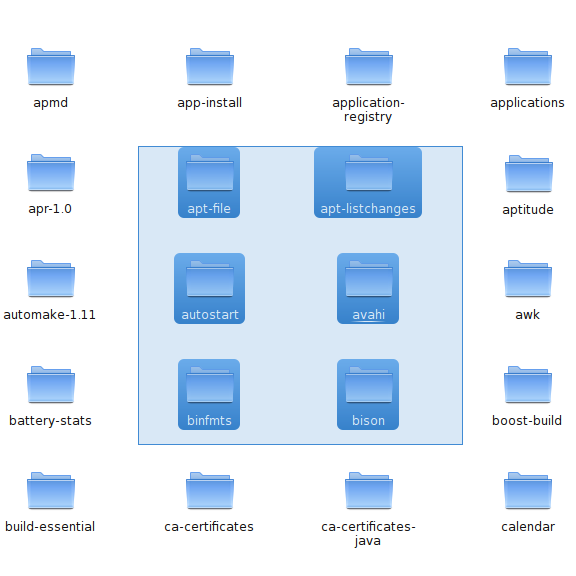 apmd
app-install
application-
registry
applications
apr-1.0
apt-file
apt-listchanges
aptitude
automake-1.11
autostart
avahi
awk
battery-stats
binfmts
bison
boost-build
build-essential
ca-certificates
ca-certificates-
java
calendar